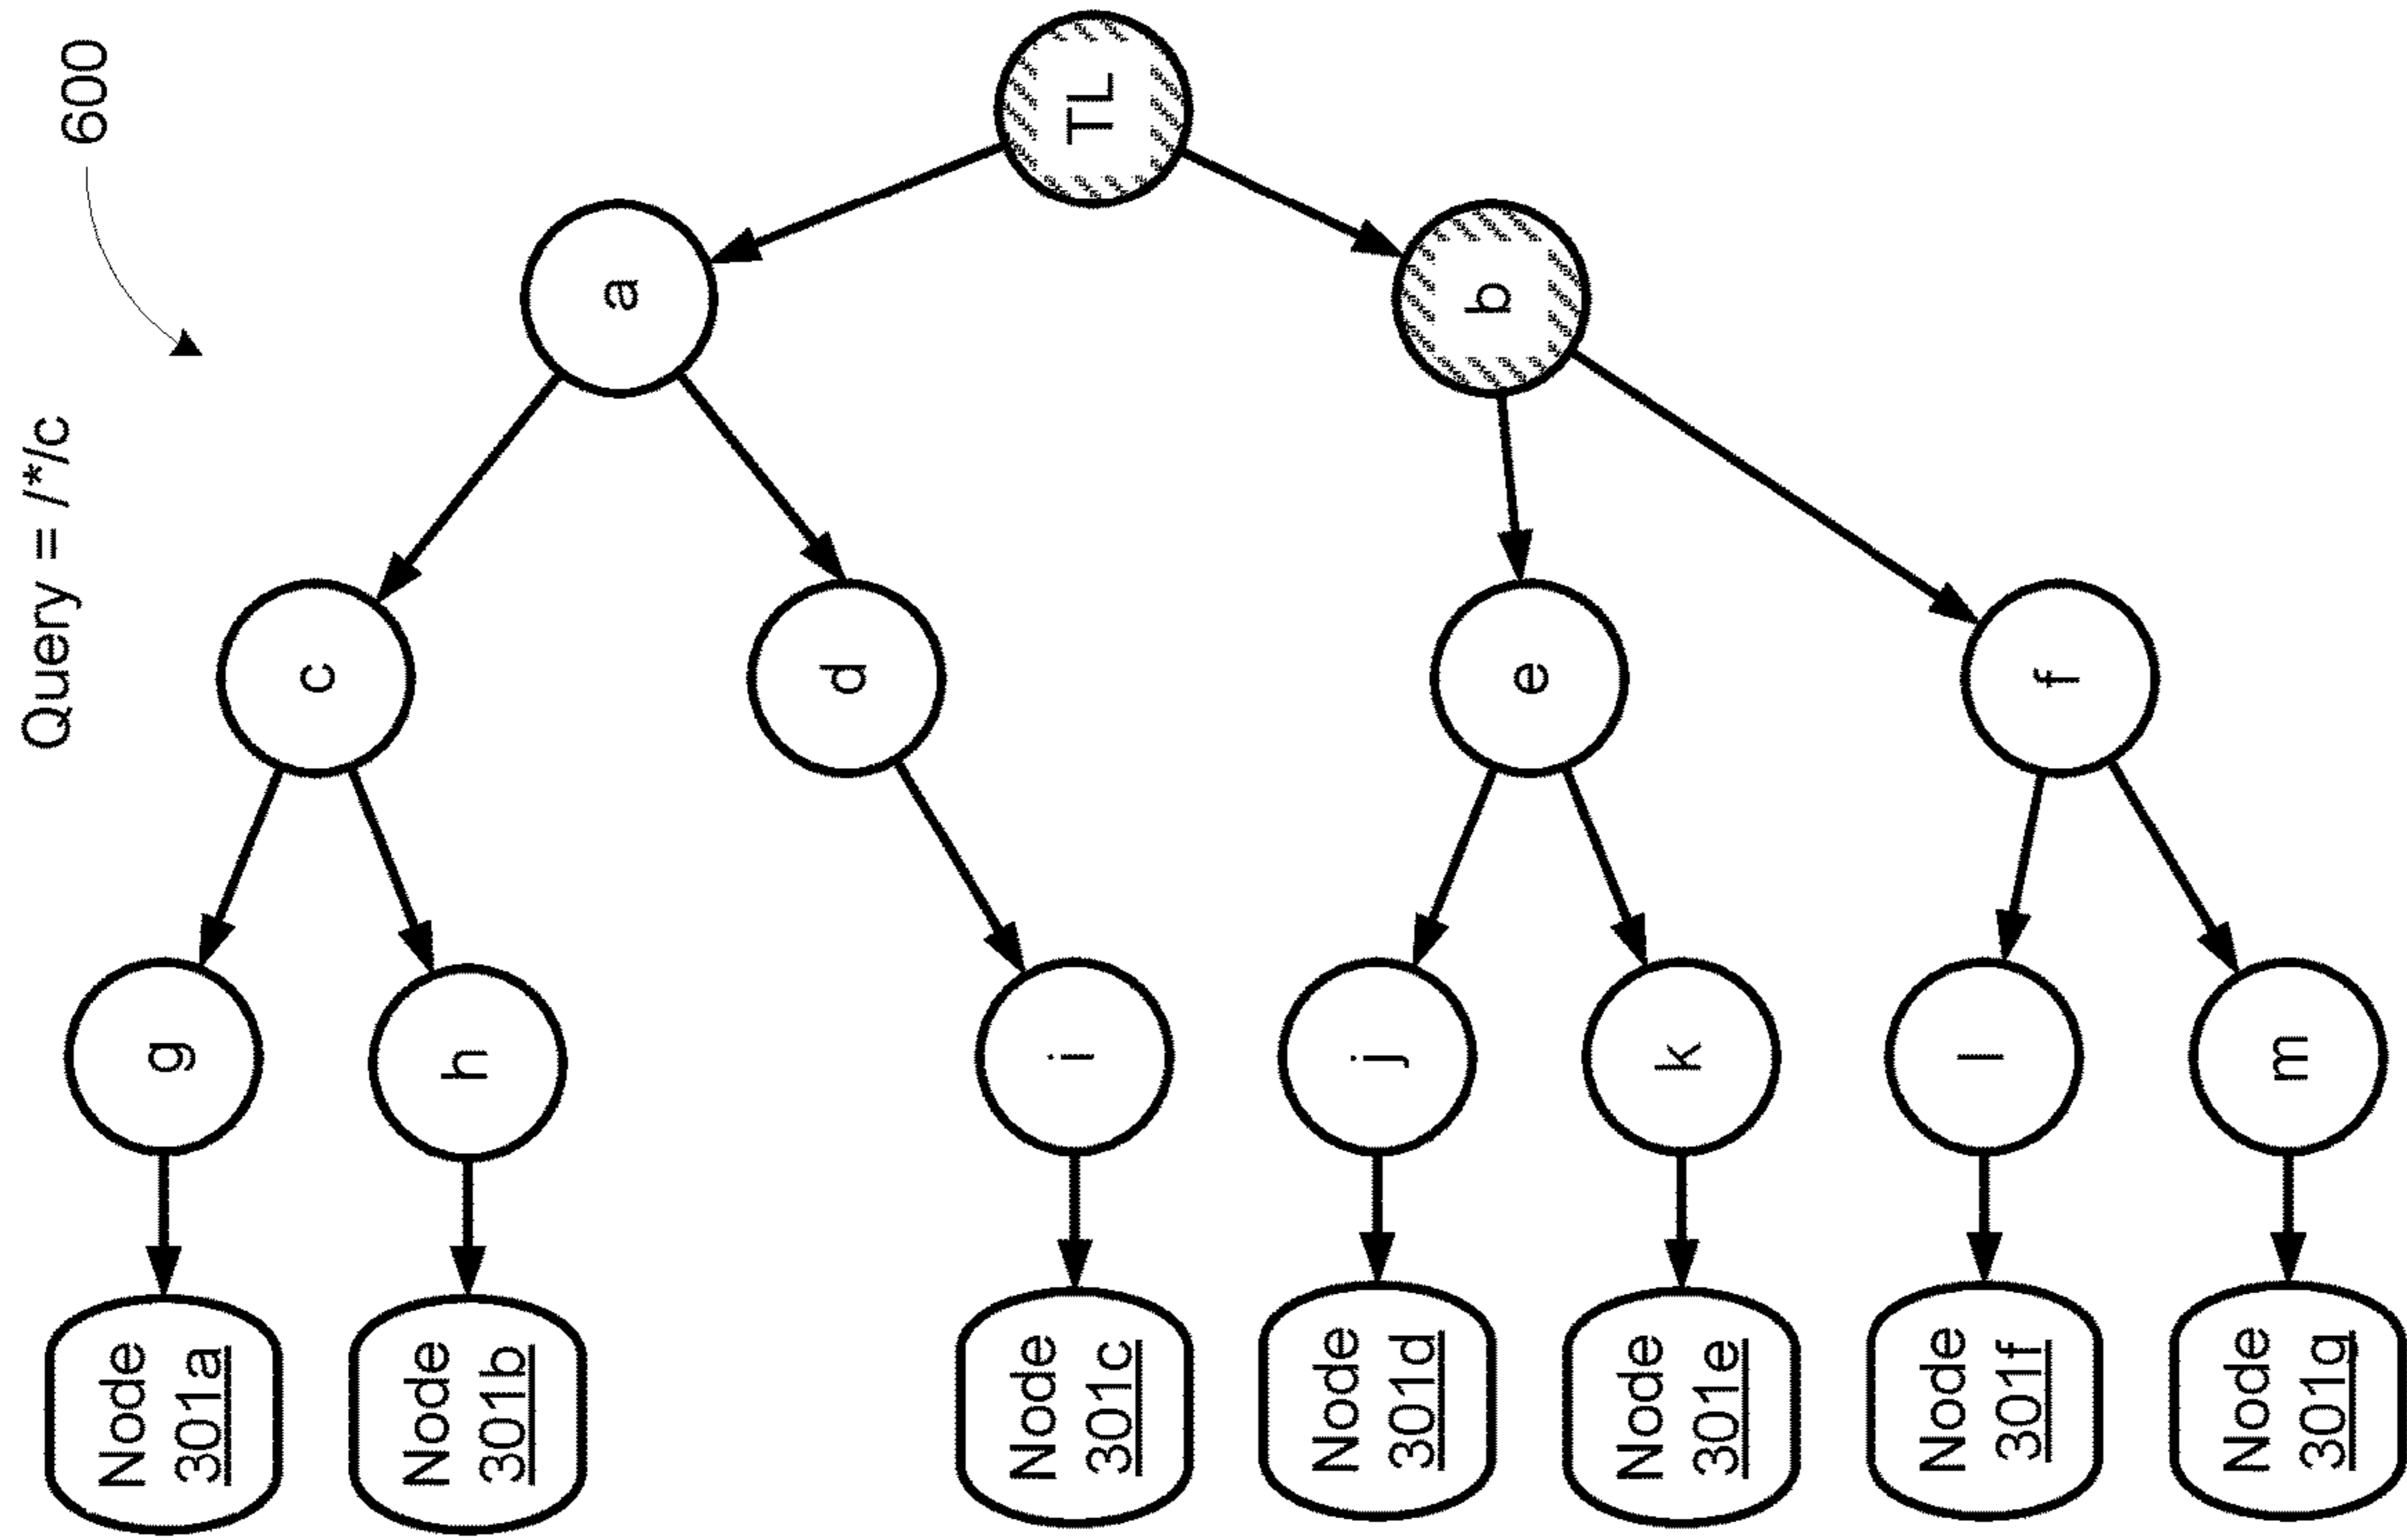 600
Query = /*/c
TL
a
b
c
d
e
f
g
h
i
j
k
l
m
Node
301a
Node
301b
Node
301c
Node
301d
Node
301e
Node
301f
Node
301g